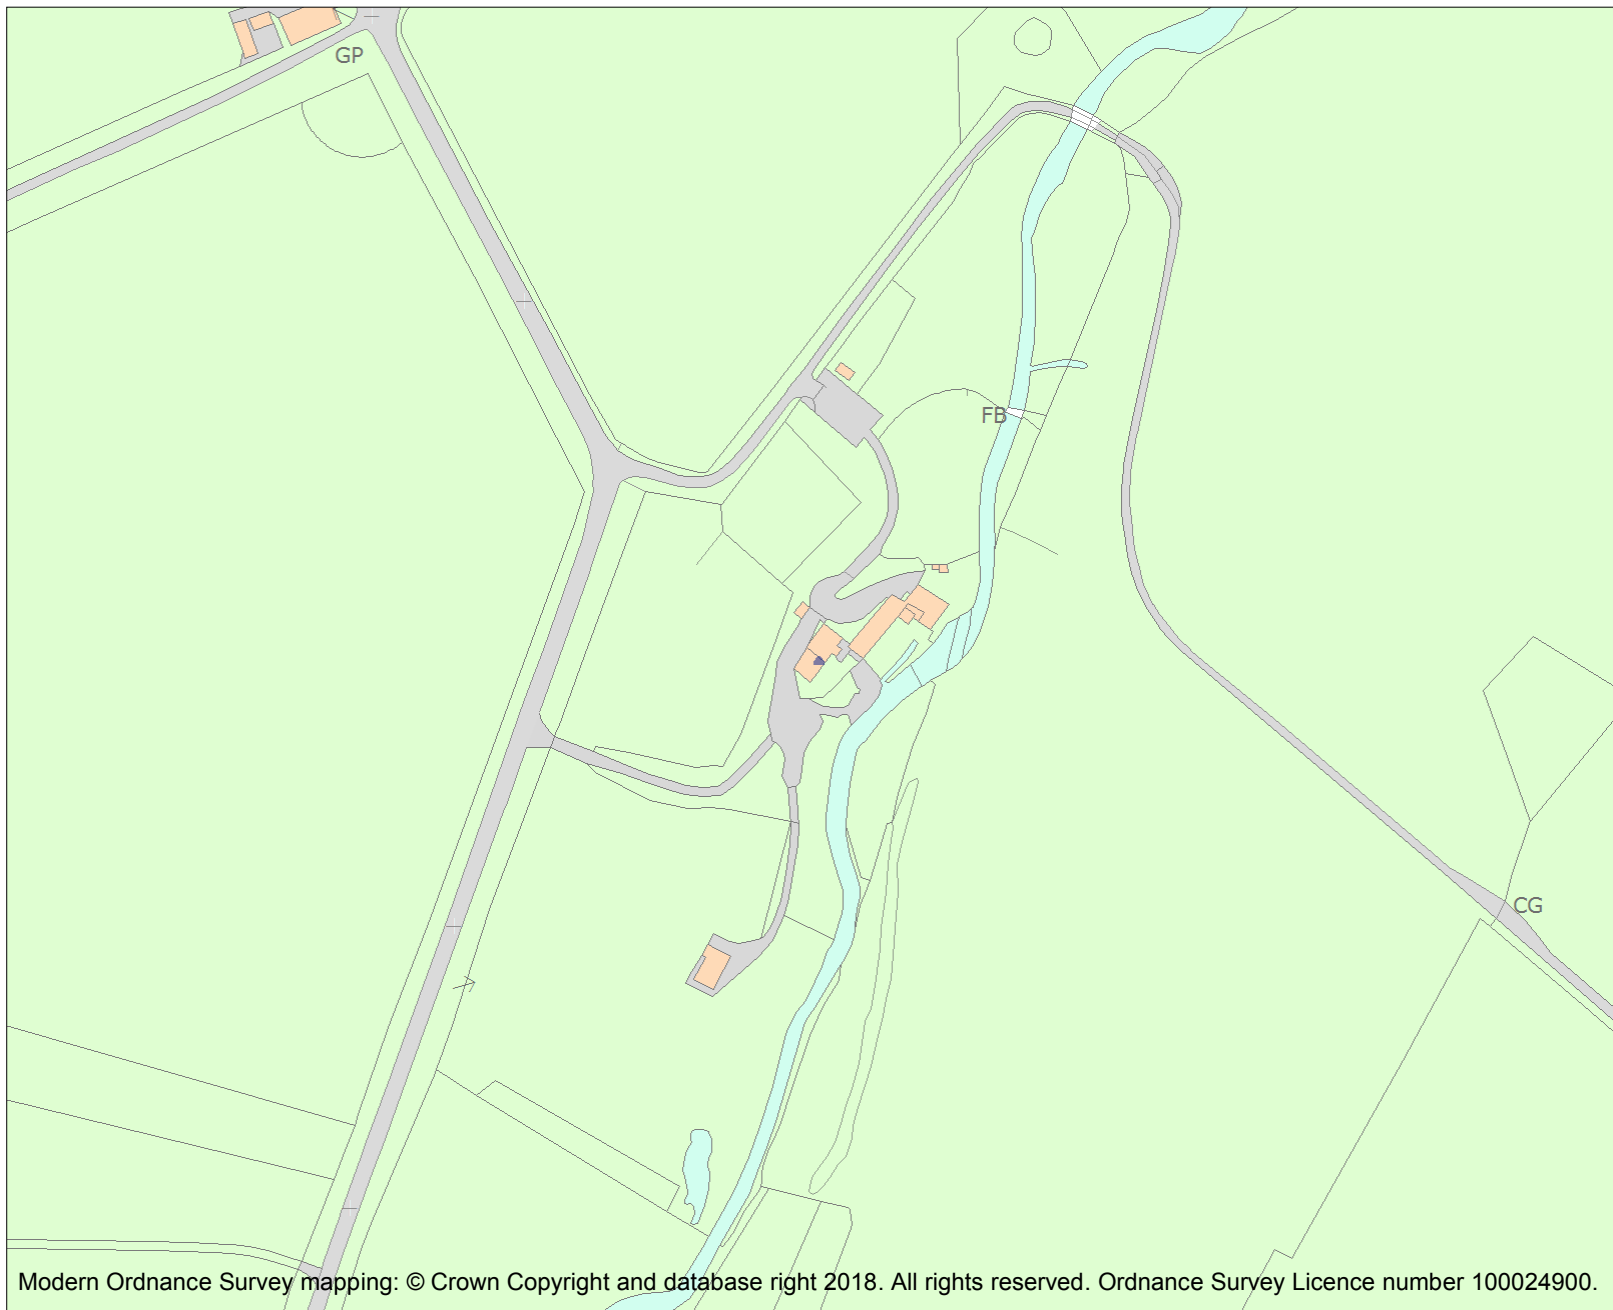 GP
FB
CG
Modern Ordnance Survey mapping: © Crown Copyright and database right 2018. All rights reserved. Ordnance Survey Licence number 100024900.